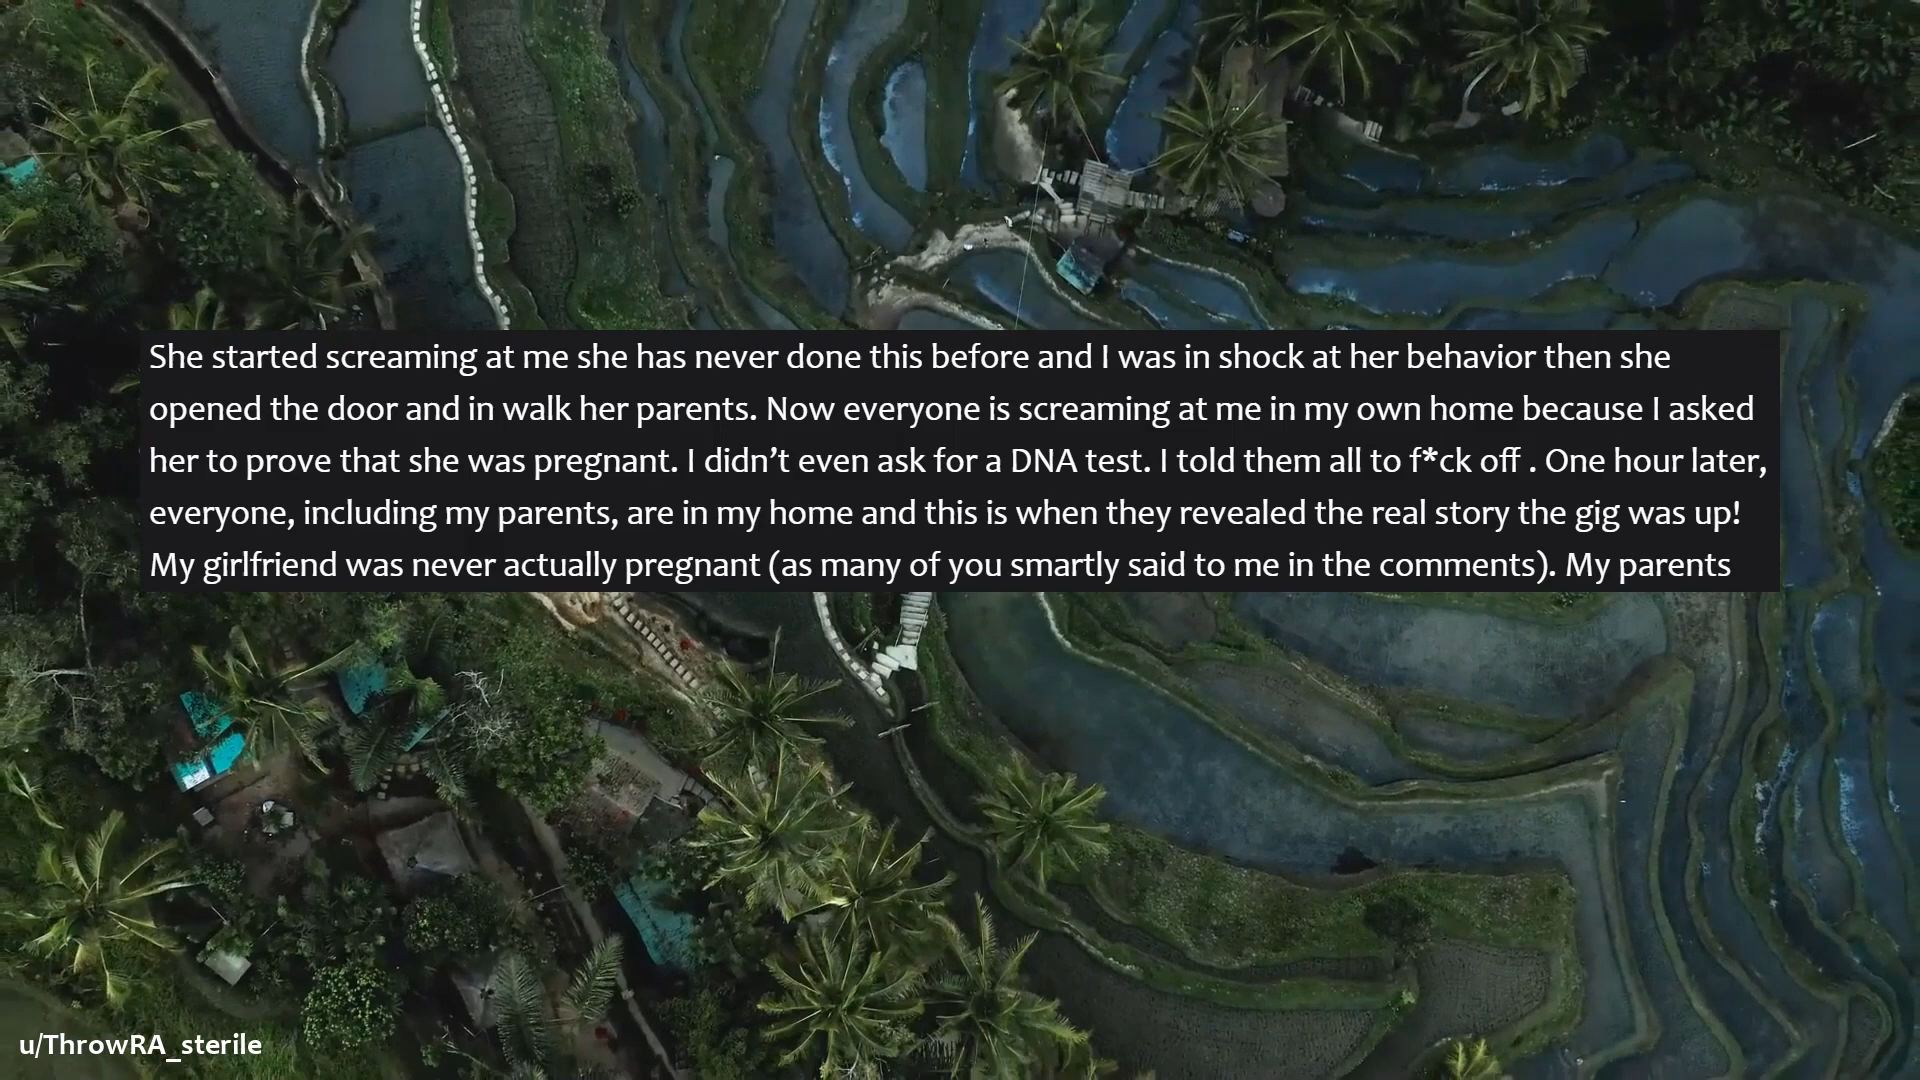 She started screaming at me she has never done this before and I was in shock at her behavior then she
opened the door and in walk her parents. Now everyone is screaming at me in my own home because I asked
her to prove that she was pregnant. I didn’t even ask for a DNA test. I told them all to f*ck off . One hour later,
everyone, including my parents, are in my home and this is when they revealed the real story the gig was up!
My girlfriend was never actually pregnant (as many of you smartly said to me in the comments). My parents
u/ThrowRA_sterile